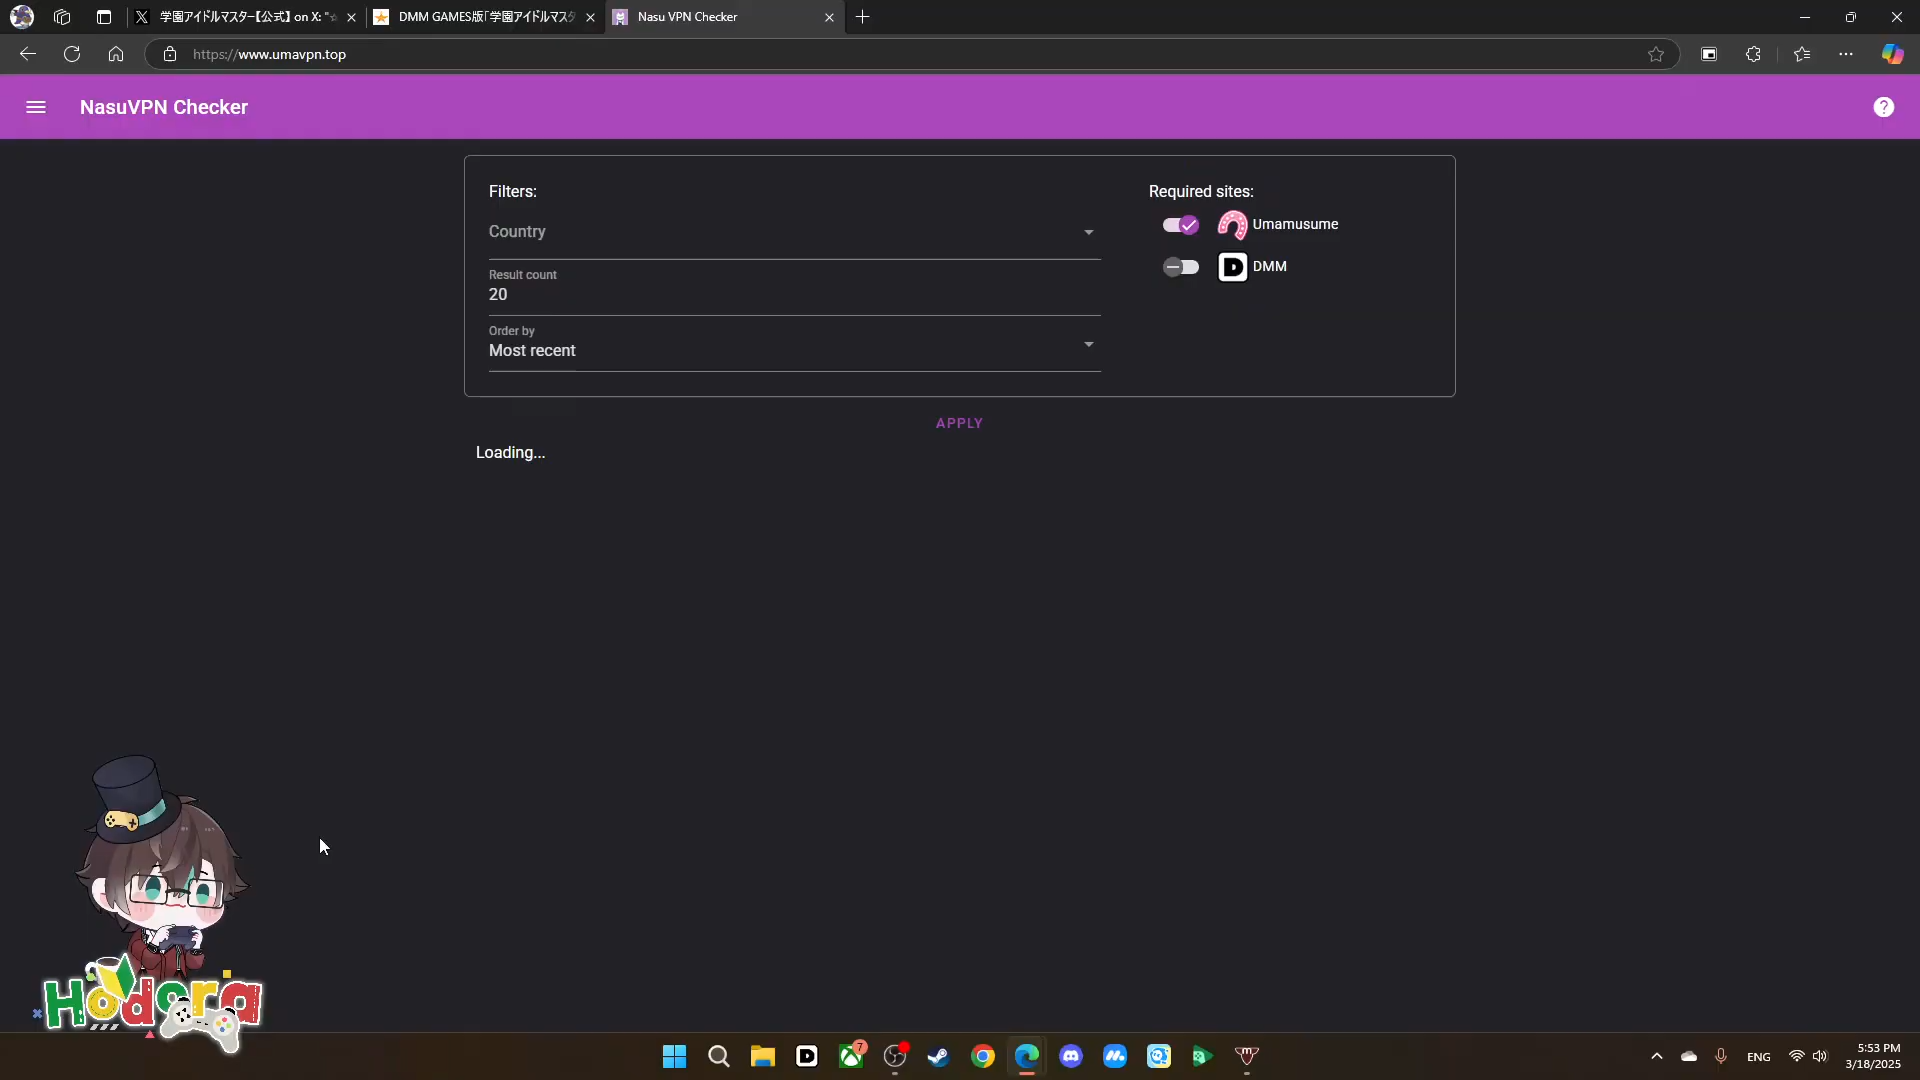 学園アイドルマスター【公式】 on X: "☆
DMM GAMES版「学園アイドルマスタ
Nasu VPN Checker
https://www.umavpn.top
NasuVPN Checker
Filters:
Required sites:
Country
Umamusume
Result count
20
DMM
Order by
Most recent
APPLY
Loading...
Hodora
7
ENG
5:53 PM
3/18/2025